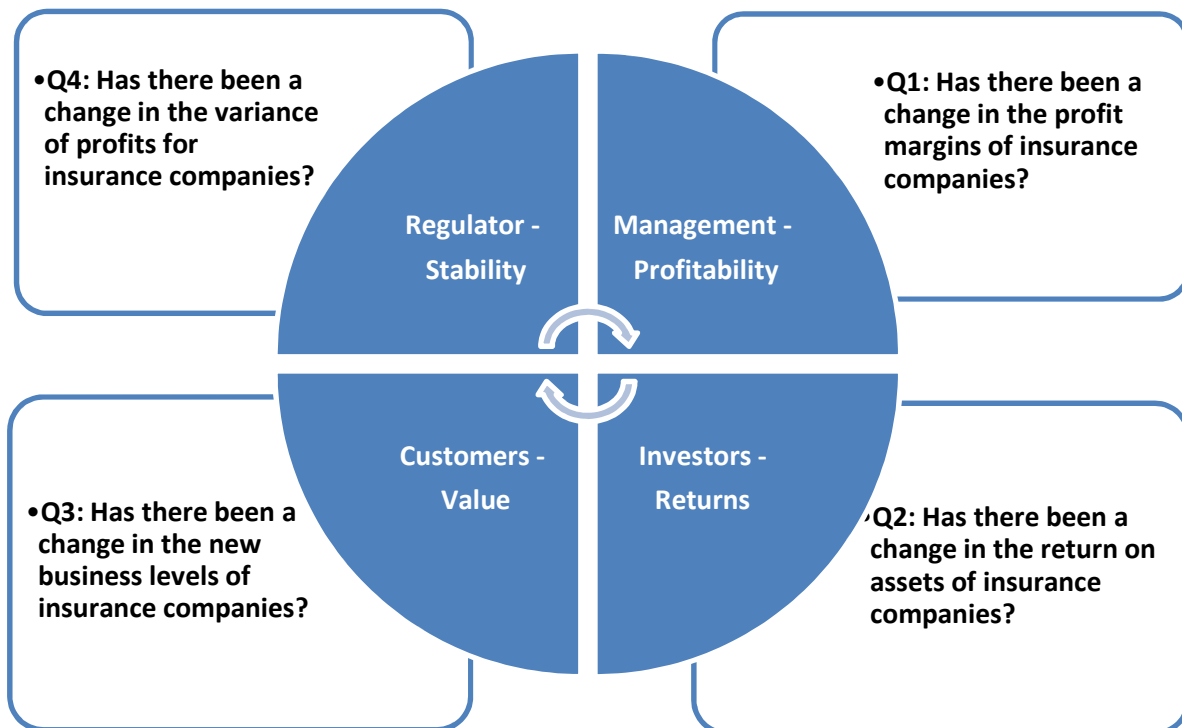 •Q4: Has there been a
change in the variance
of profits for
insurance companies?
•Q1: Has there been a
change in the profit
margins of insurance
companies?
Regulator -
Stability
Management -
Profitability
Customers -
Value
Investors -
Returns
•Q3: Has there been a
change in the new
business levels of
insurance companies?
•Q2: Has there been a
change in the return on
assets of insurance
companies?